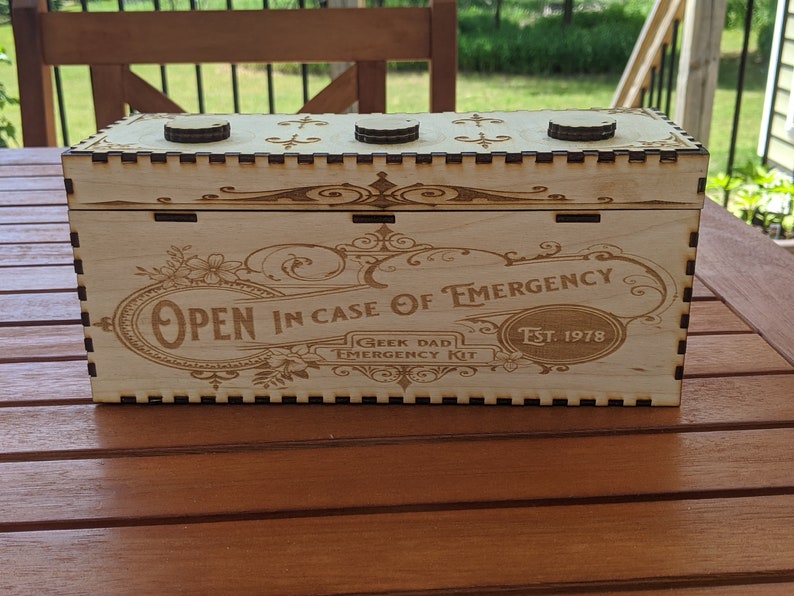 Open In case Of Emergency
Geek Dad
Emergency Kit
Est. 1978